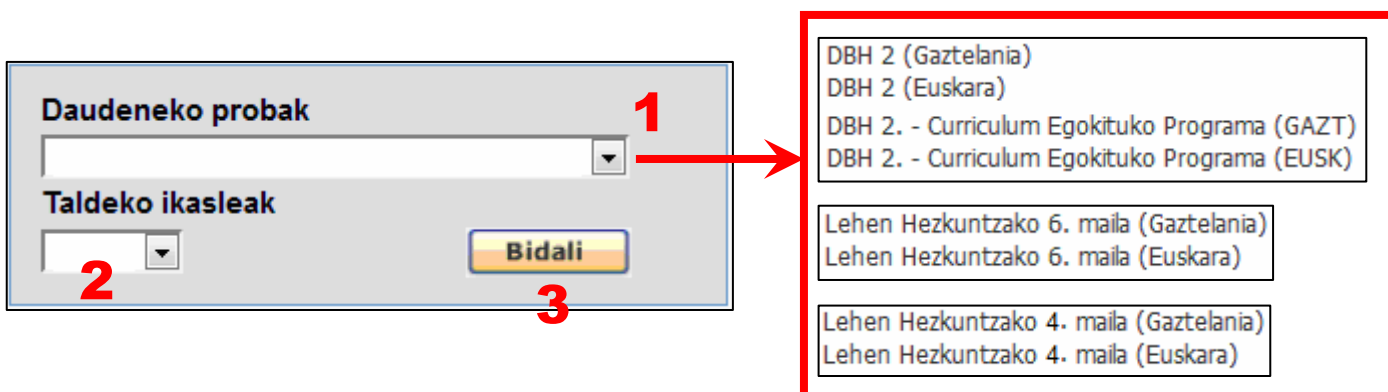 Daudeneko probak
1
Taldeko ikasleak
2
Bidali
3
DBH 2 (Gaztelania)
DBH 2 (Euskara)
DBH 2. - Curriculum Egokituko Programa (GAZT)
DBH 2. - Curriculum Egokituko Programa (EUSK)
Lehen Hezkuntzako 6. maila (Gaztelania)
Lehen Hezkuntzako 6. maila (Euskara)
Lehen Hezkuntzako 4. maila (Gaztelania)
Lehen Hezkuntzako 4. maila (Euskara)